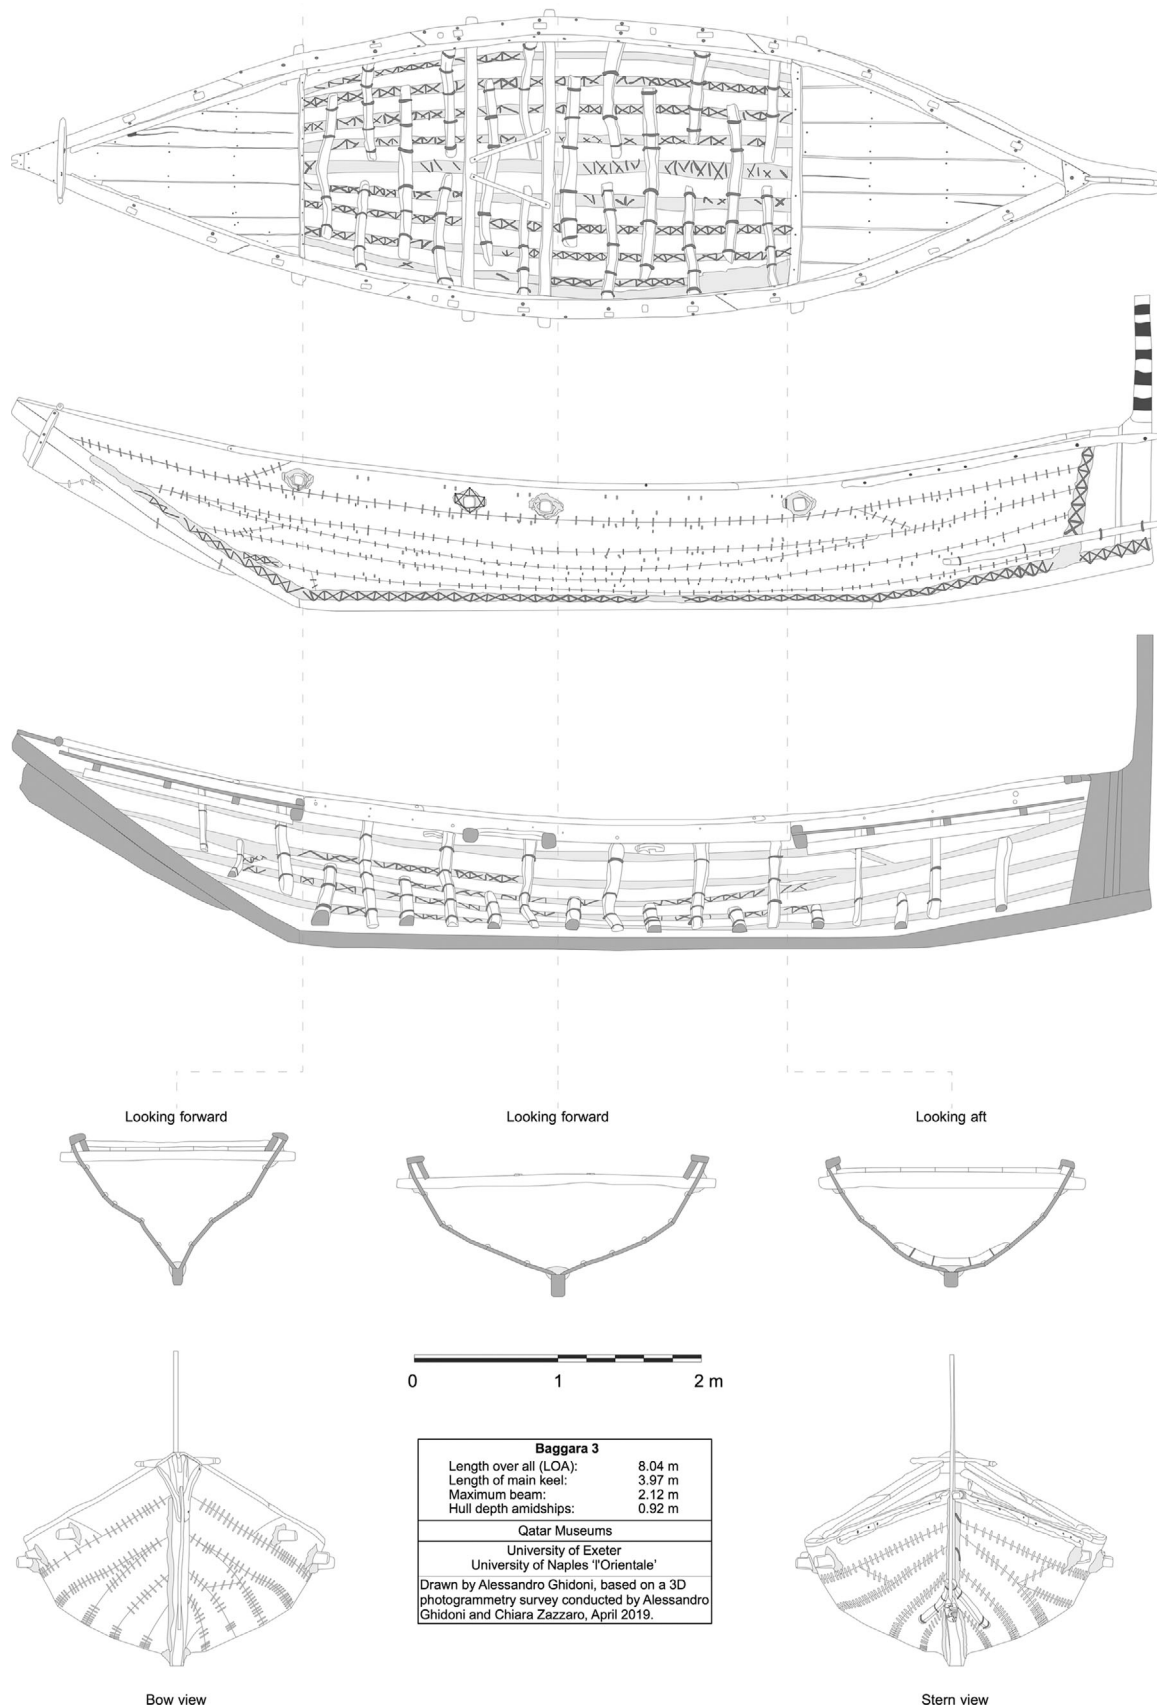 Looking forward
Looking forward
Looking aft
0 1 2 m
Baggara 3
Length over all (LOA): 8.04 m
Length of main keel: 3.97 m
Maximum beam: 2.12 m
Hull depth amidships: 0.92 m
Qatar Museums
University of Exeter
University of Naples 'l'Orientale'
Drawn by Alessandro Ghidoni, based on a 3D
photogrammetry survey conducted by Alessandro
Ghidoni and Chiara Zazzaro, April 2019.
Bow view
Stern view